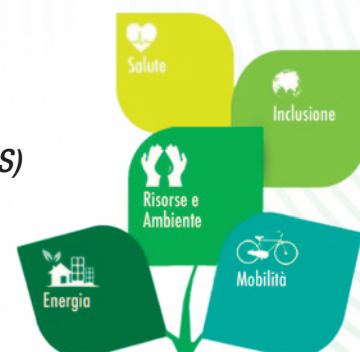 Salute
Inclusione
S)
Risorse e
Ambiente
Energia
Mobilità